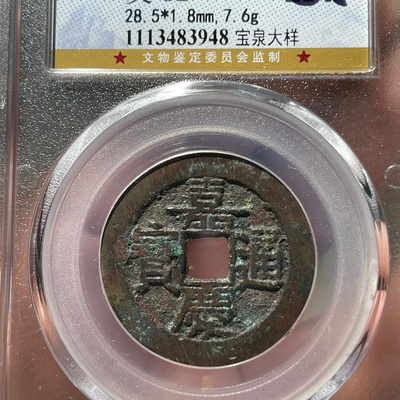 28.5*1.8mm, 7.6g
1113483948 宝泉大样
★ 文物鉴定委员会监制 ★
嘉慶通寶